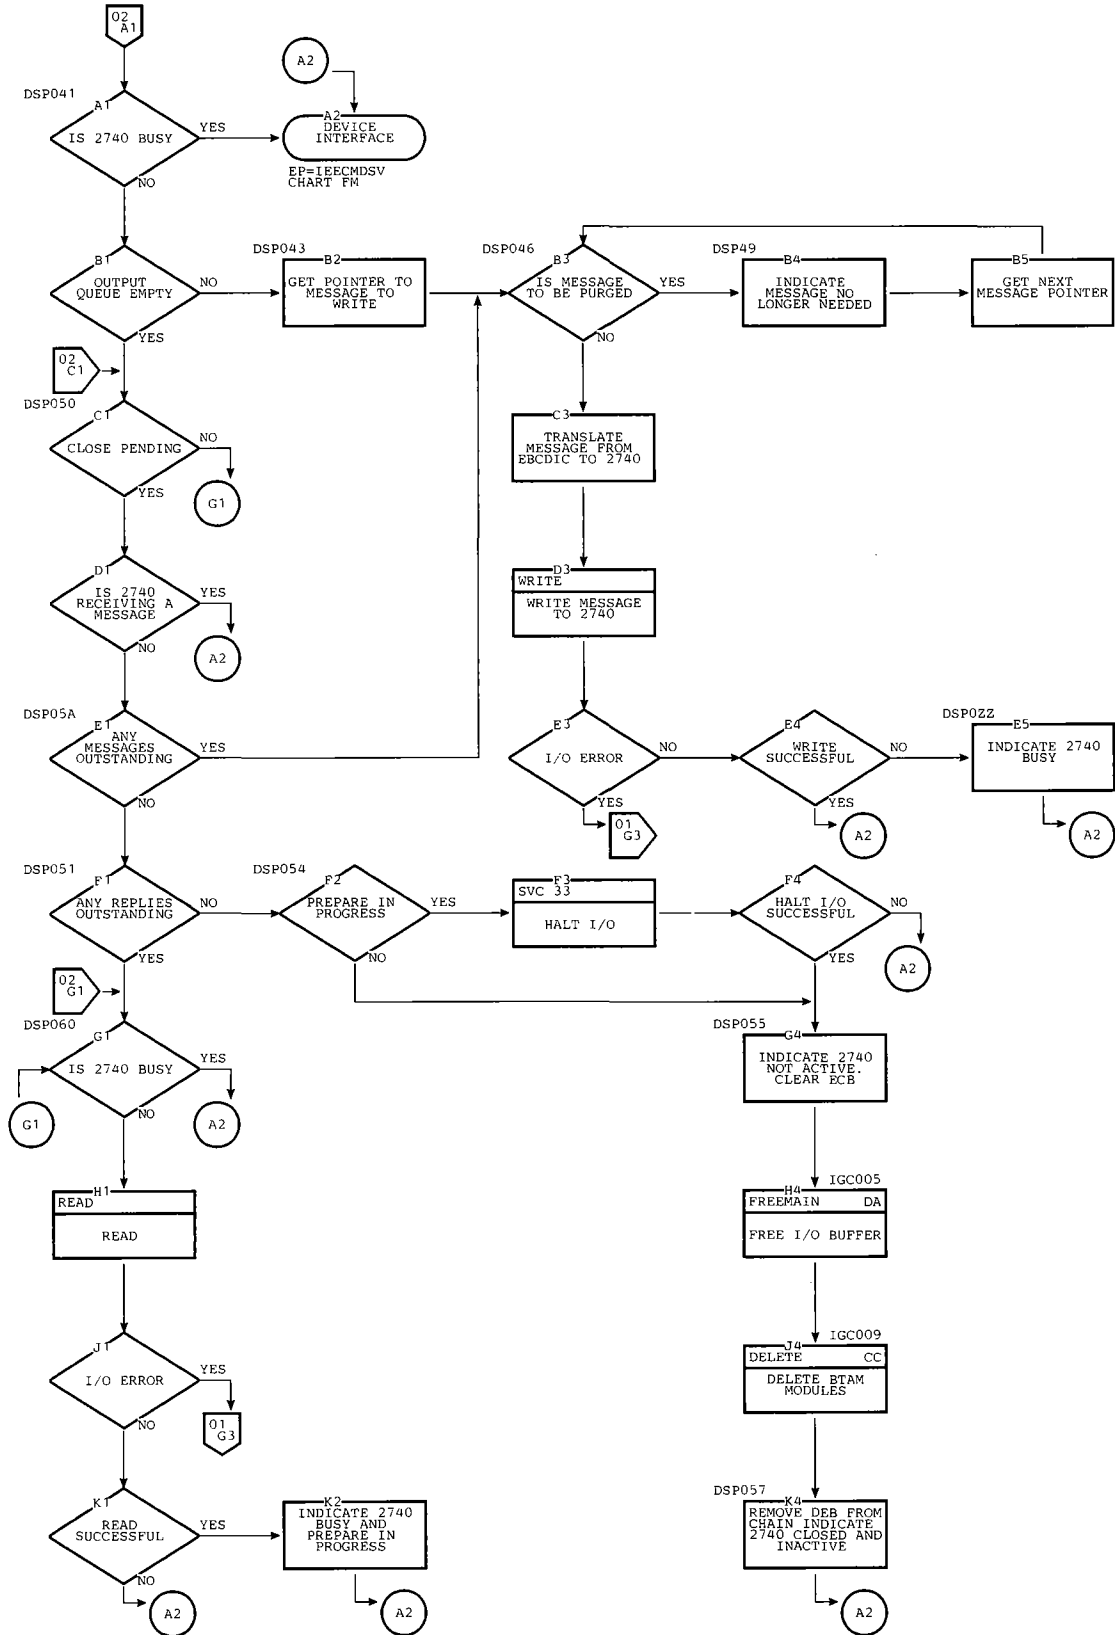 02
A1
A2
DSP041
A1
IS 2740 BUSY
YES
NO
A2
DEVICE
INTERFACE
EP=IEECMDSV
CHART FM
B1
OUTPUT
QUEUE EMPTY
NO
YES
DSP043
B2
GET POINTER TO
MESSAGE TO
WRITE
DSP046
B3
IS MESSAGE
TO BE PURGED
YES
NO
DSP49
B4
INDICATE
MESSAGE NO
LONGER NEEDED
B5
GET NEXT
MESSAGE POINTER
02
C1
DSP050
C1
CLOSE PENDING
NO
YES
G1
C3
TRANSLATE
MESSAGE FROM
EBCDIC TO 2740
D1
IS 2740
RECEIVING A
MESSAGE
YES
NO
A2
D3
WRITE
WRITE MESSAGE
TO 2740
DSP05A
E1
ANY
MESSAGES
OUTSTANDING
YES
NO
E3
I/O ERROR
NO
YES
01
G3
E4
WRITE
SUCCESSFUL
NO
YES
A2
DSP0ZZ
E5
INDICATE 2740
BUSY
A2
DSP051
F1
ANY REPLIES
OUTSTANDING
NO
YES
DSP054
F2
PREPARE IN
PROGRESS
YES
NO
F3
SVC 33
HALT I/O
F4
HALT I/O
SUCCESSFUL
NO
YES
A2
02
G1
DSP060
G1
IS 2740 BUSY
YES
NO
G1
A2
DSP055
G4
INDICATE 2740
NOT ACTIVE.
CLEAR ECB
H1
READ
READ
IGC005
H4
FREEMAIN DA
FREE I/O BUFFER
J1
I/O ERROR
YES
NO
01
G3
IGC009
J4
DELETE CC
DELETE BTAM
MODULES
K1
READ
SUCCESSFUL
YES
NO
A2
K2
INDICATE 2740
BUSY AND
PREPARE IN
PROGRESS
A2
DSP057
K4
REMOVE DEB FROM
CHAIN INDICATE
2740 CLOSED AND
INACTIVE
A2